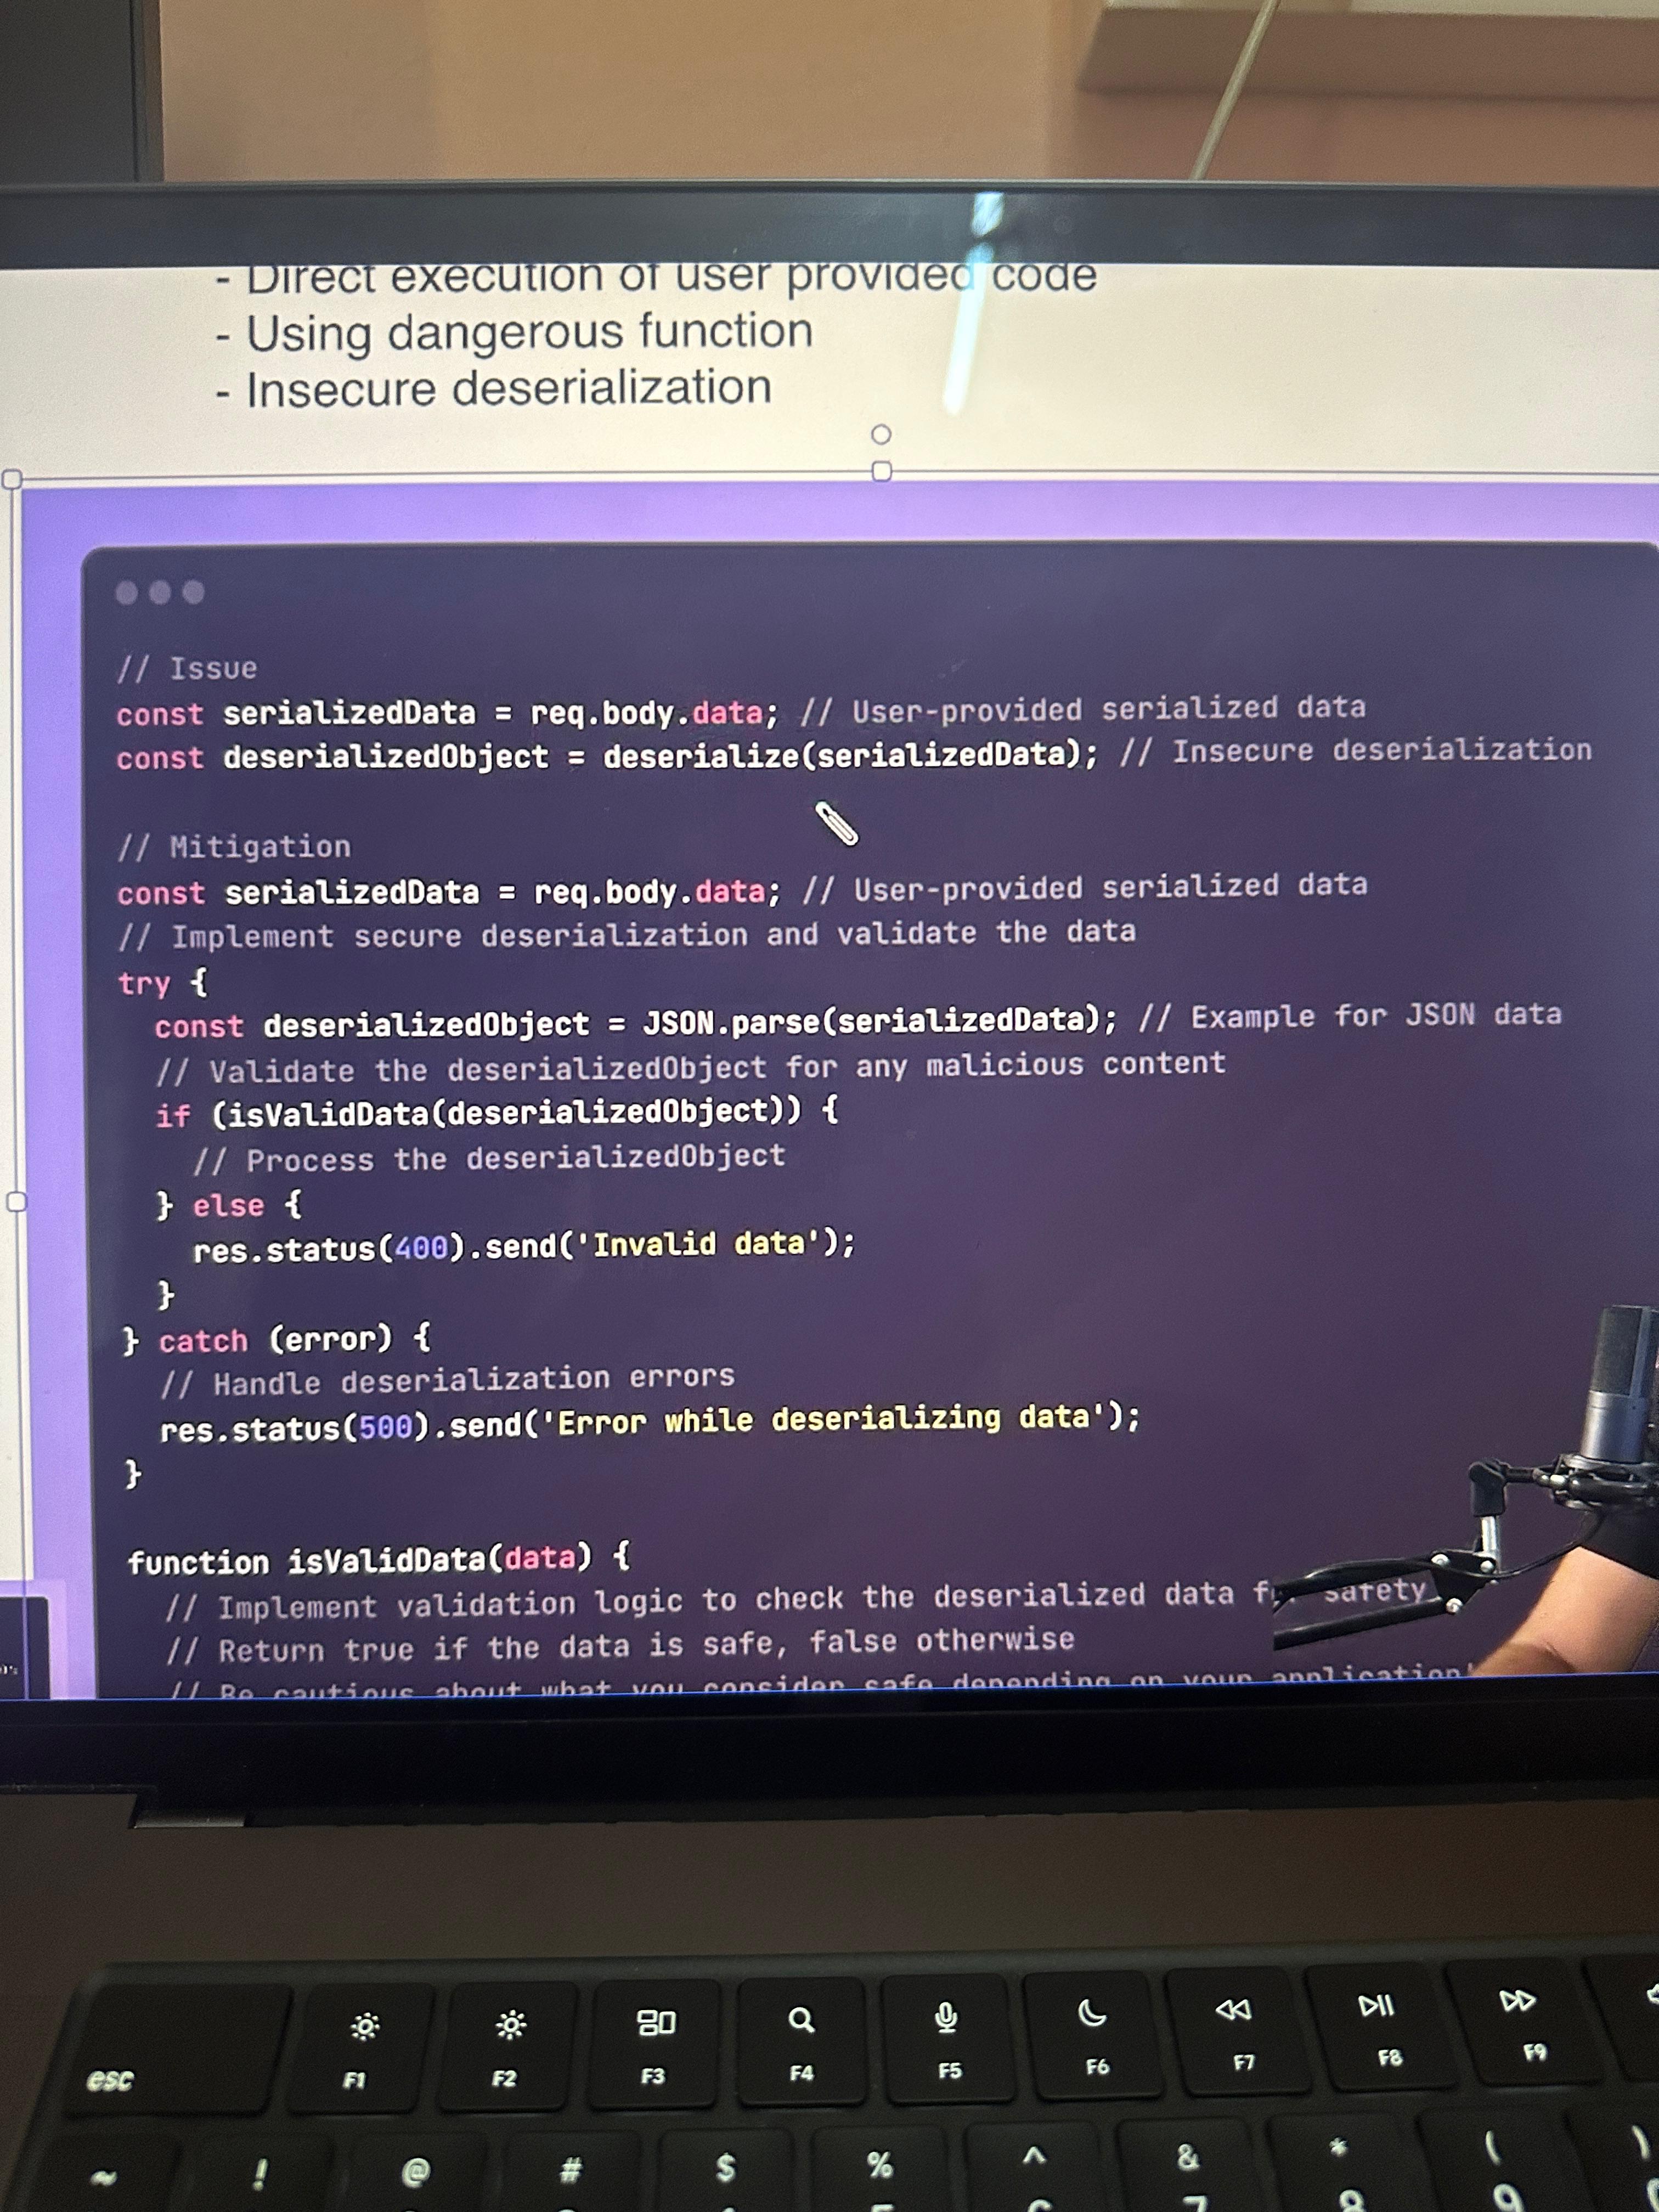 - Direct execution of user provided code
- Using dangerous function
- Insecure deserialization
// Issue
const serializedData = req.body.data; // User-provided serialized data
const deserializedObject = deserialize(serializedData); // Insecure deserialization
// Mitigation
const serializedData = req.body.data; // User-provided serialized data
// Implement secure deserialization and validate the data
try {
const deserializedObject = JSON.parse(serializedData); // Example for JSON data
// Validate the deserializedObject for any malicious content
if (isValidData(deserializedObject)) {
// Process the deserializedObject
} else {
res.status(400).send('Invalid data');
}
} catch (error) {
// Handle deserialization errors
res.status(500).send('Error while deserializing data');
}
function isValidData(data) {
// Implement validation logic to check the deserialized data safety
// Return true if the data is safe, false otherwise
// Be cautious about what you consider safe depending on your application
esc F1 F2 F3 F4 F5 F6 F7 F8 F9
~ ! @ # $ % ^ & * ( )
9